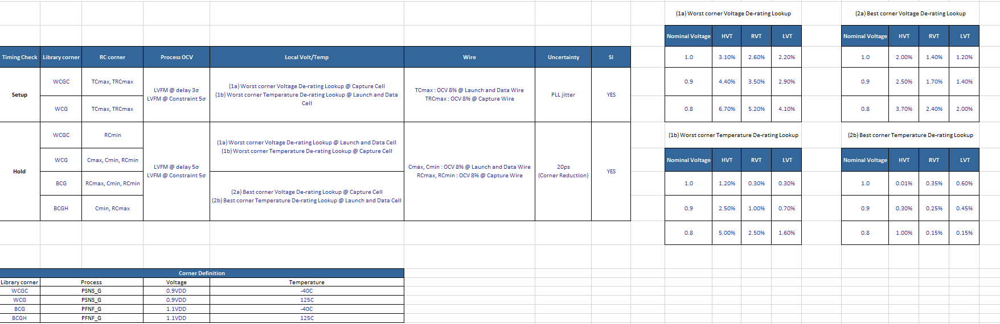 (1a) Worst corner Voltage De-rating Lookup
(2a) Best corner Voltage De-rating Lookup
Nominal Voltage HVT RVT LVT
Nominal Voltage HVT RVT LVT
Timing Check Library corner RC corner Process OCV Local Volt/Temp Wire Uncertainty SI
1.0 3.10% 2.60% 2.20%
1.0 2.00% 1.40% 1.20%
Setup
WCGC TCmax, TRCmax
WCG TCmax, TRCmax
LVFM @ delay 3σ
LVFM @ Constraint 5σ
(1a) Worst corner Voltage De-rating Lookup @ Capture Cell
(1b) Worst corner Temperature De-rating Lookup @ Launch and Data
Cell
TCmax : OCV 8% @ Launch and Data Wire
TRCmax : OCV 8% @ Capture Wire
PLL jitter
YES
0.9 4.40% 3.50% 2.90%
0.9 2.50% 1.70% 1.40%
0.8 6.70% 5.20% 4.10%
0.8 3.70% 2.40% 2.00%
Hold
WCGC RCmin
WCG Cmax, Cmin, RCmin
BCG RCmax, Cmin, RCmin
BCGH Cmin, RCmax
LVFM @ delay 5σ
LVFM @ Constraint 5σ
(1a) Worst corner Voltage De-rating Lookup @ Launch and Data Cell
(1b) Worst corner Temperature De-rating Lookup @ Capture Cell
(2a) Best corner Voltage De-rating Lookup @ Capture Cell
(2b) Best corner Temperature De-rating Lookup @ Launch and Data Cell
Cmax, Cmin : OCV 8% @ Launch and Data Wire
RCmax, RCmin : OCV 8% @ Capture Wire
20ps
(Corner Reduction)
YES
(1b) Worst corner Temperature De-rating Lookup
(2b) Best corner Temperature De-rating Lookup
Nominal Voltage HVT RVT LVT
Nominal Voltage HVT RVT LVT
1.0 1.20% 0.30% 0.30%
1.0 0.01% 0.35% 0.60%
0.9 2.50% 1.00% 0.70%
0.9 0.30% 0.25% 0.45%
0.8 5.00% 2.50% 1.60%
0.8 1.00% 0.15% 0.15%
Corner Definition
Library corner Process Voltage Temperature
WCGC PSNS_G 0.9VDD -40C
WCG PSNS_G 0.9VDD 125C
BCG PFNF_G 1.1VDD -40C
BCGH PFNF_G 1.1VDD 125C